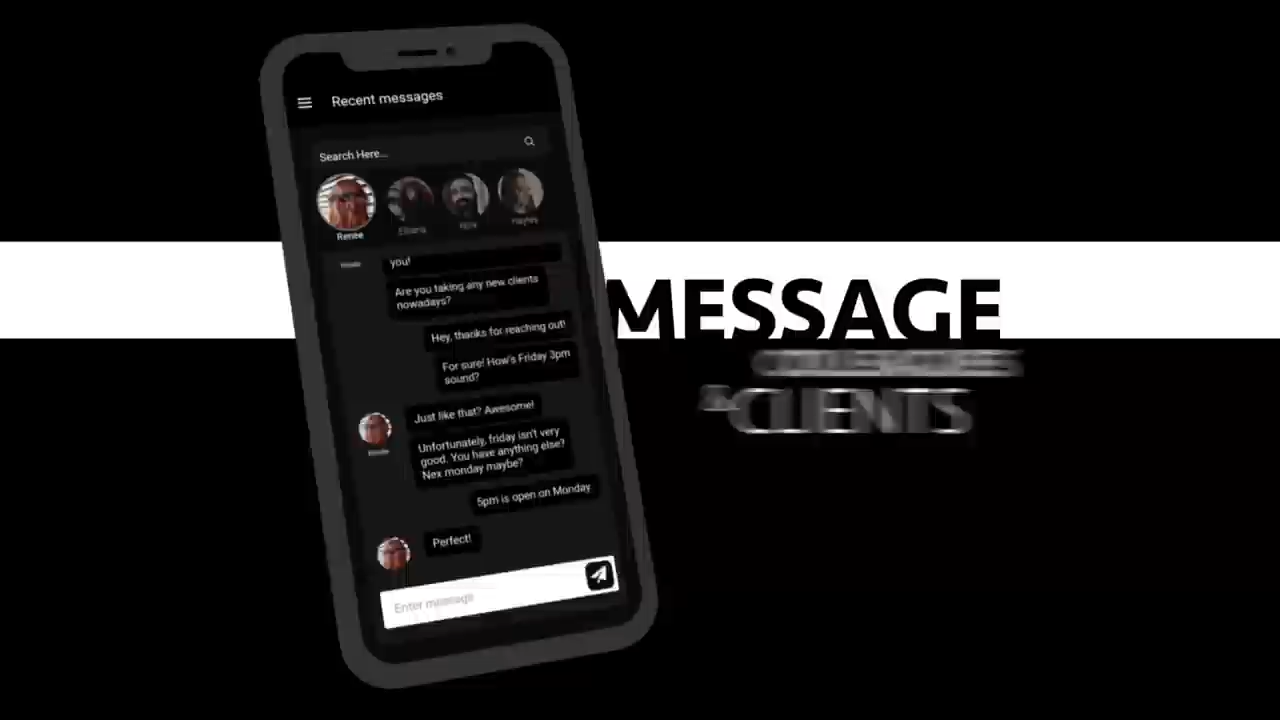 Recent messages
Search Here...
Renee
you!
Are you taking any new clients
nowadays?
Hey, thanks for reaching out!
For sure! How's Friday 3pm
sound?
Just like that? Awesome!
Unfortunately, friday isn't very
good. You have anything else?
Nex monday maybe?
5pm is open on Monday
Perfect!
Enter message
MESSAGE
&CLIENTS